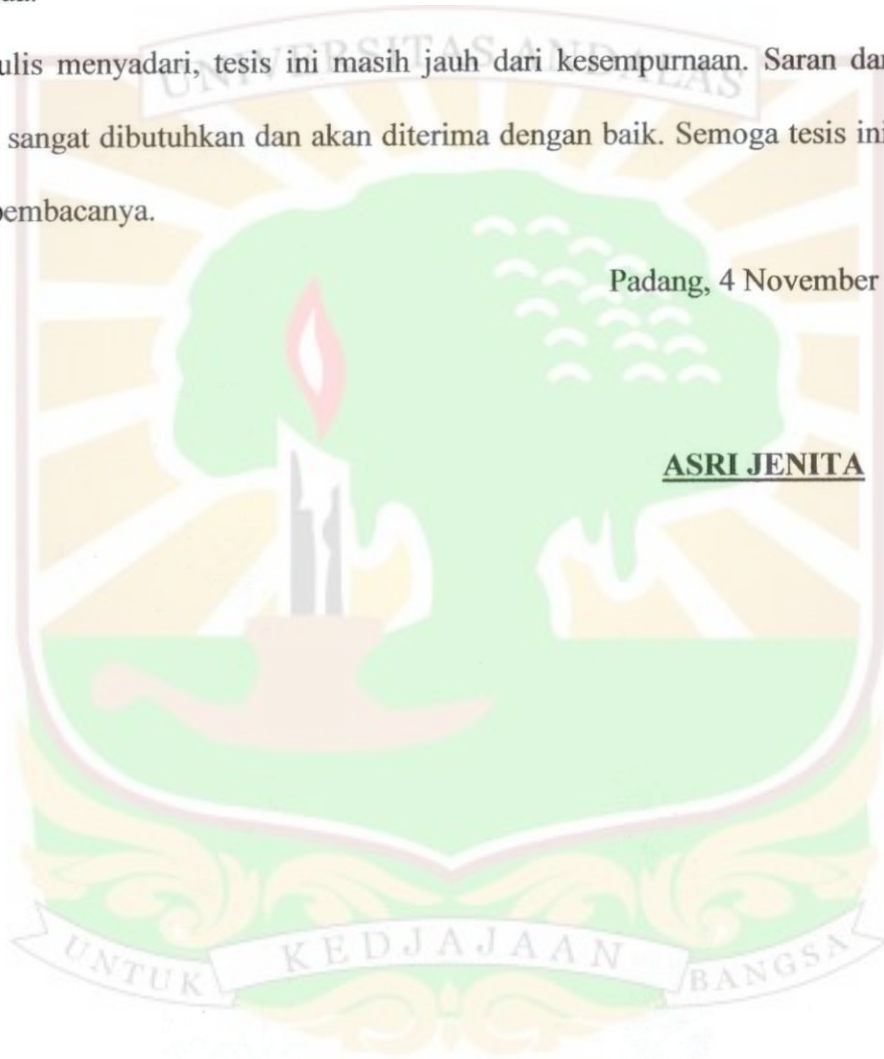 UNIVERSITAS ANDALAS
ulis menyadari, tesis ini masih jauh dari kesempurnaan. Saran dar
sangat dibutuhkan dan akan diterima dengan baik. Semoga tesis ini
pembacanya.
Padang, 4 November
ASRI JENITA
UNTUK KEDJAJAAN BANGSA